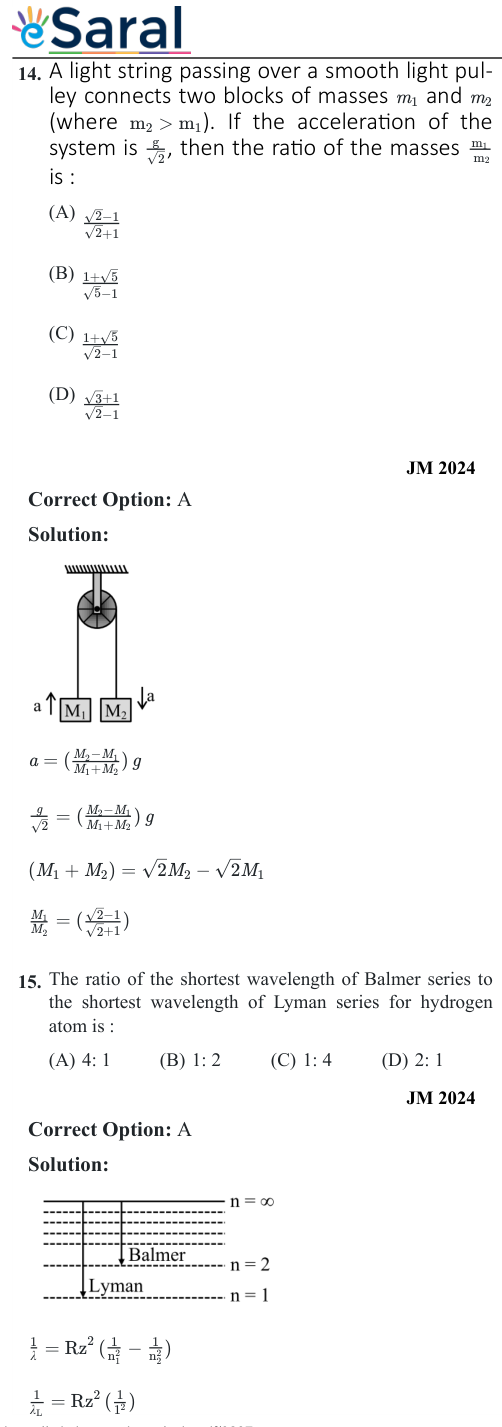 eSaral
14. A light string passing over a smooth light pul-
ley connects two blocks of masses m₁ and m₂
(where m₂ > m₁). If the acceleration of the
system is g/√2, then the ratio of the masses m₁/m₂
is :
(A) (√2−1)/(√2+1)
(B) (1+√5)/(√5−1)
(C) (1+√5)/(√2−1)
(D) (√3+1)/(√2−1)
JM 2024
Correct Option: A
Solution:
a a
M₁ M₂
a = ((M₂−M₁)/(M₁+M₂)) g
g/√2 = ((M₂−M₁)/(M₁+M₂)) g
(M₁ + M₂) = √2M₂ − √2M₁
M₁/M₂ = ((√2−1)/(√2+1))
15. The ratio of the shortest wavelength of Balmer series to
the shortest wavelength of Lyman series for hydrogen
atom is :
(A) 4: 1 (B) 1: 2 (C) 1: 4 (D) 2: 1
JM 2024
Correct Option: A
Solution:
n = ∞
Balmer
n = 2
Lyman
n = 1
1/λ = Rz² (1/n₁² − 1/n₂²)
1/λ_L = Rz² (1/1²)